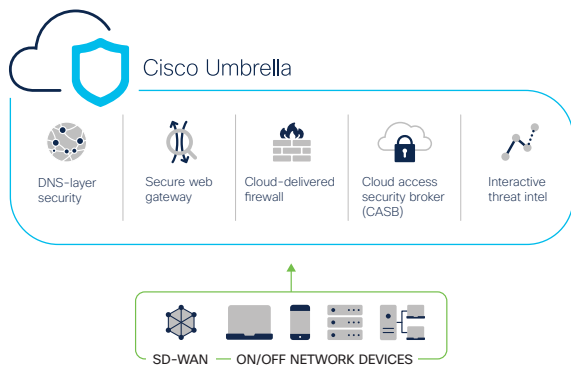 Cisco Umbrella
DNS-layer
security
Secure web
gateway
Cloud-delivered
firewall
Cloud access
security broker
(CASB)
Interactive
threat intel
SD-WAN
ON/OFF NETWORK DEVICES